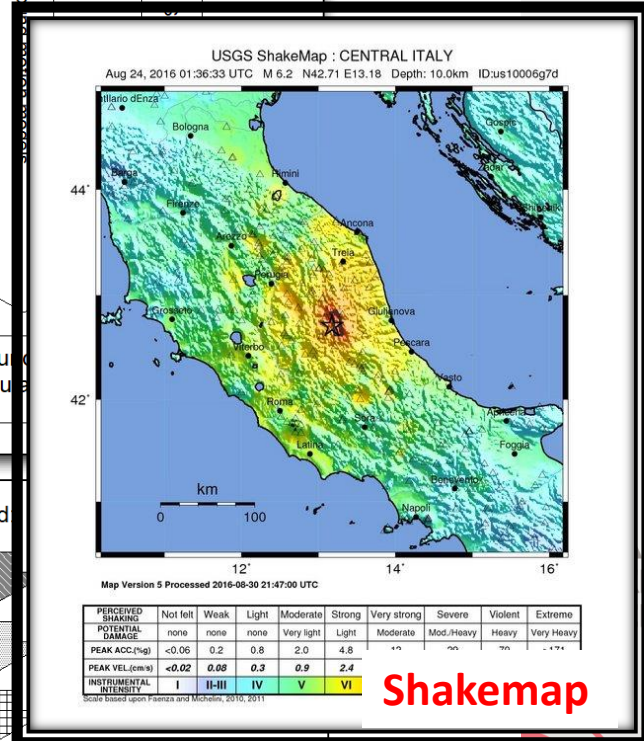 USGS ShakeMap : CENTRAL ITALY
Aug 24, 2016 01:36:33 UTC M 6.2 N42.71 E13.18 Depth: 10.0km ID:us10006g7d
d'Enza
Gospic
Bologna
Zadar
Barga
Rimini
44°
Firenze
Ancona
Arezzo
Treia
Perugia
Grosseto
Giulianova
Viterbo
Pescara
Vasto
42°
Roma
Apricena
Sora
Latina
Foggia
km
Benevento
0 100
Napoli
12° 14° 16°
Map Version 5 Processed 2016-08-30 21:47:00 UTC
PERCEIVED SHAKING Not felt Weak Light Moderate Strong Very strong Severe Violent Extreme
POTENTIAL DAMAGE none none none Very light Light Moderate Mod./Heavy Heavy Very Heavy
PEAK ACC.(%g) <0.06 0.2 0.8 2.0 4.8
PEAK VEL.(cm/s) <0.02 0.08 0.3 0.9 2.4
INSTRUMENTAL INTENSITY I II-III IV V VI
Scale based upon Faenza and Michelini, 2010, 2011
Shakemap